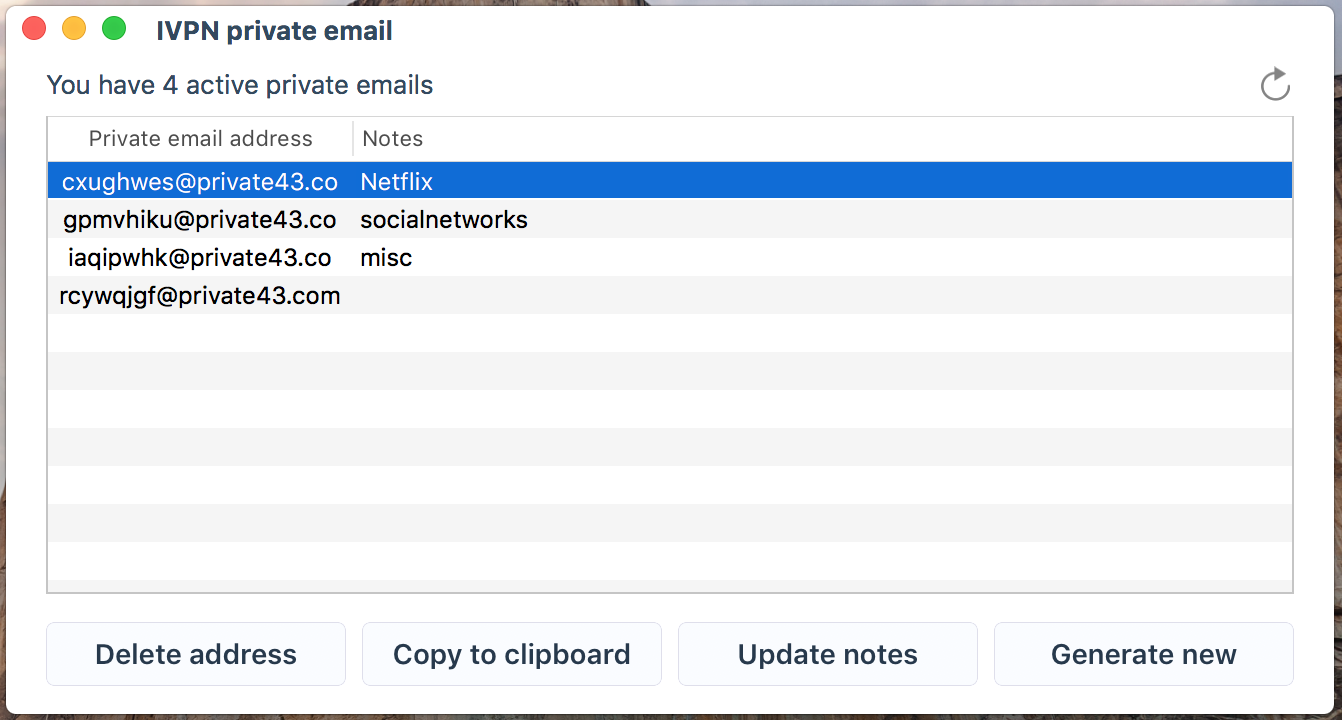 IVPN private email
You have 4 active private emails
Private email address Notes
cxughwes@private43.co Netflix
gpmvhiku@private43.co socialnetworks
iaqipwhk@private43.co misc
rcywqjgf@private43.com
Delete address Copy to clipboard Update notes Generate new